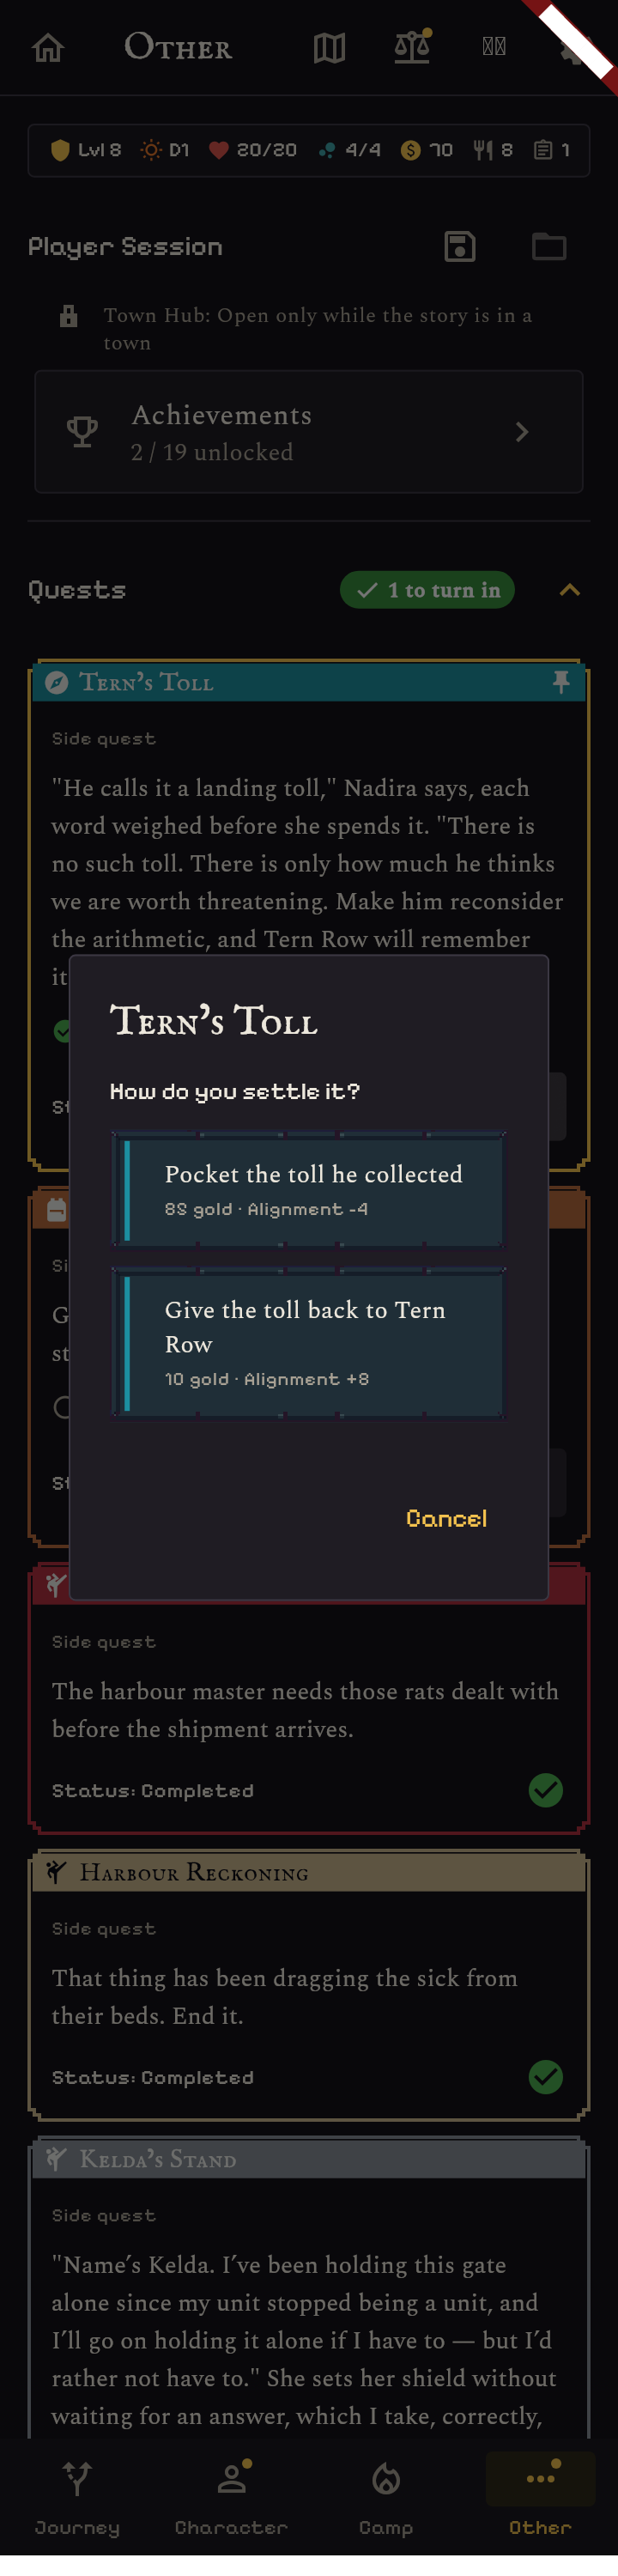 Other
Lvl 8 D1 20/20 4/4 70 8 1
Player Session
Town Hub: Open only while the story is in a
town
Achievements
2 / 19 unlocked
Quests
1 to turn in
Tern's Toll
Side quest
"He calls it a landing toll," Nadira says, each
word weighed before she spends it. "There is
no such toll. There is only how much he thinks
we are worth threatening. Make him reconsider
the arithmetic, and Tern Row will remember
it
Tern's Toll
How do you settle it?
Pocket the toll he collected
85 gold · Alignment -4
Give the toll back to Tern
Row
10 gold · Alignment +8
Cancel
Side quest
The harbour master needs those rats dealt with
before the shipment arrives.
Status: Completed
Harbour Reckoning
Side quest
That thing has been dragging the sick from
their beds. End it.
Status: Completed
Kelda's Stand
Side quest
"Name's Kelda. I've been holding this gate
alone since my unit stopped being a unit, and
I'll go on holding it alone if I have to — but I'd
rather not have to." She sets her shield without
waiting for an answer, which I take, correctly,
Journey
Character
Camp
Other